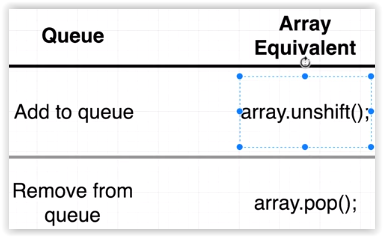 Queue
Array
Equivalent
Add to queue
array.unshift();
Remove from
queue
array.pop();